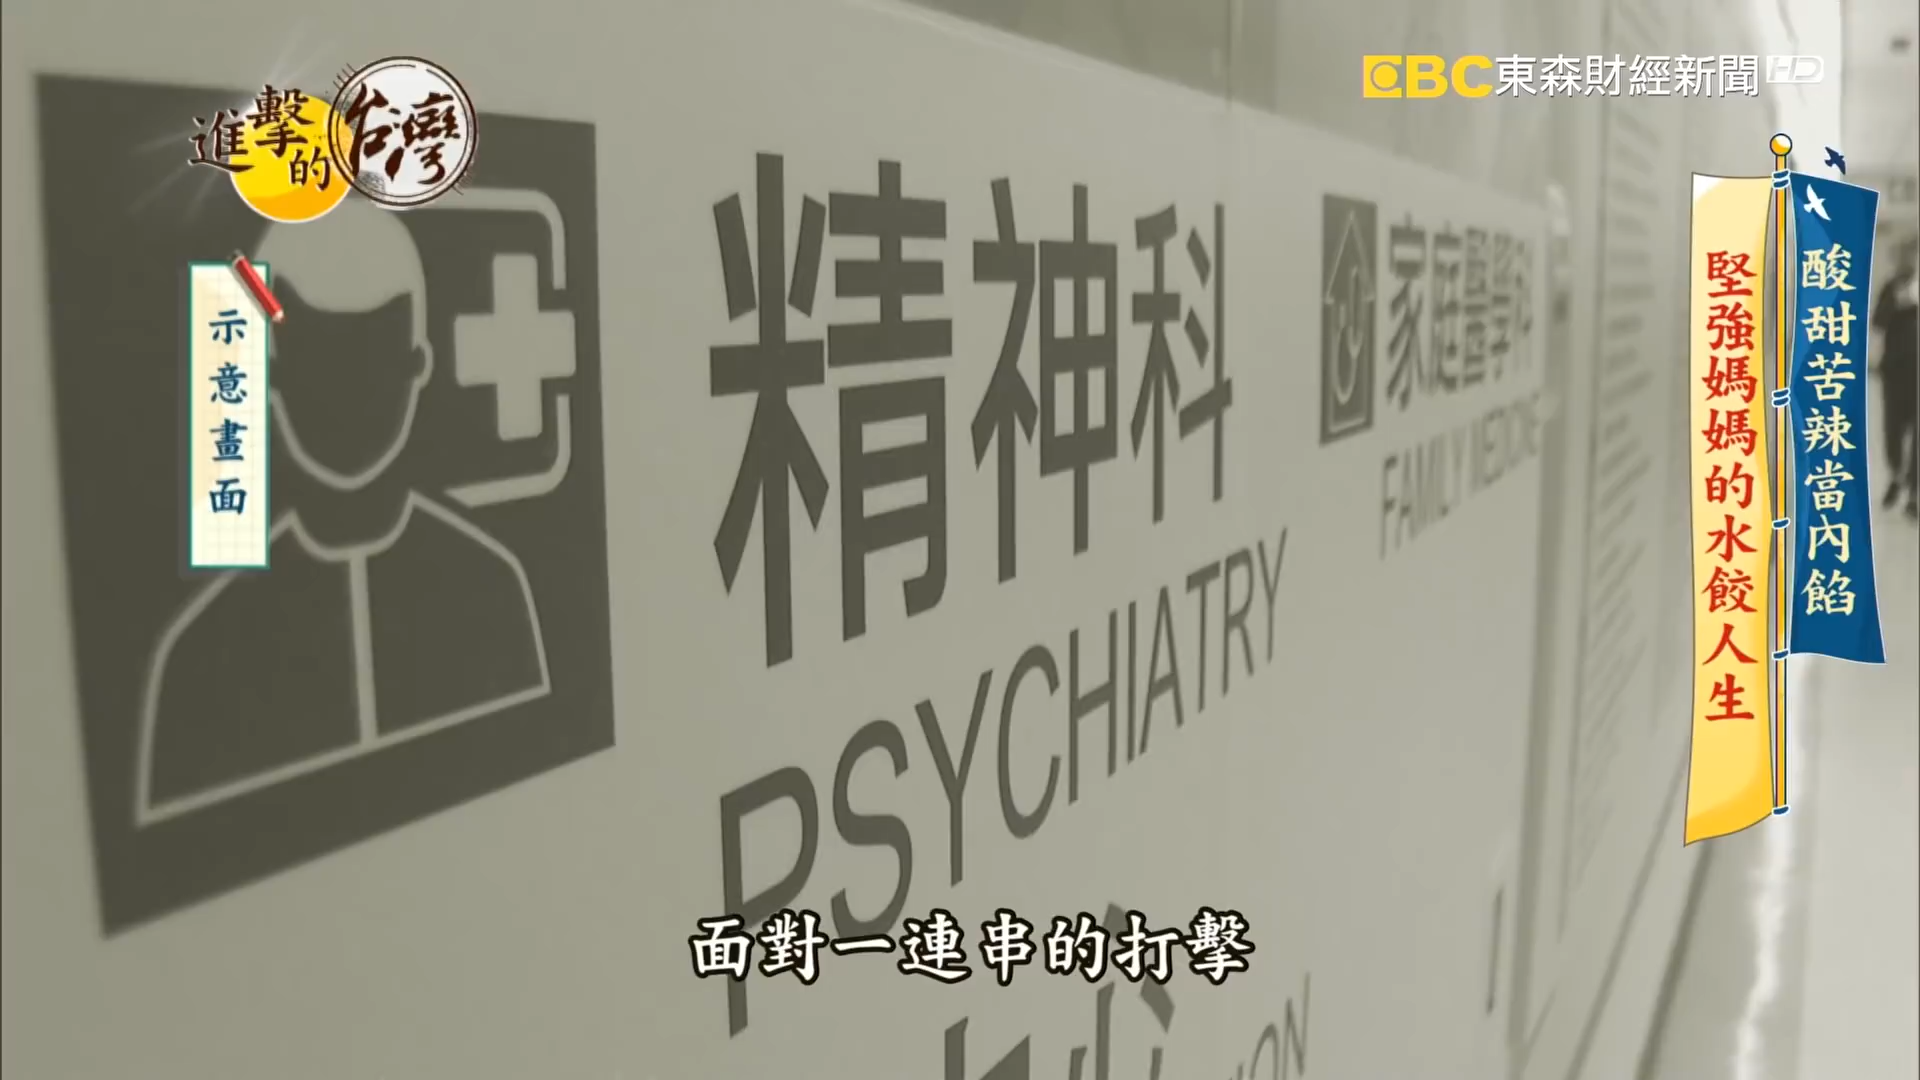 進擊的台灣
EBC東森財經新聞HD
示意畫面
精神科
PSYCHIATRY
家庭醫學科
FAMILY MEDICINE
酸甜苦辣當內餡
堅強媽媽的水餃人生
面對一連串的打擊